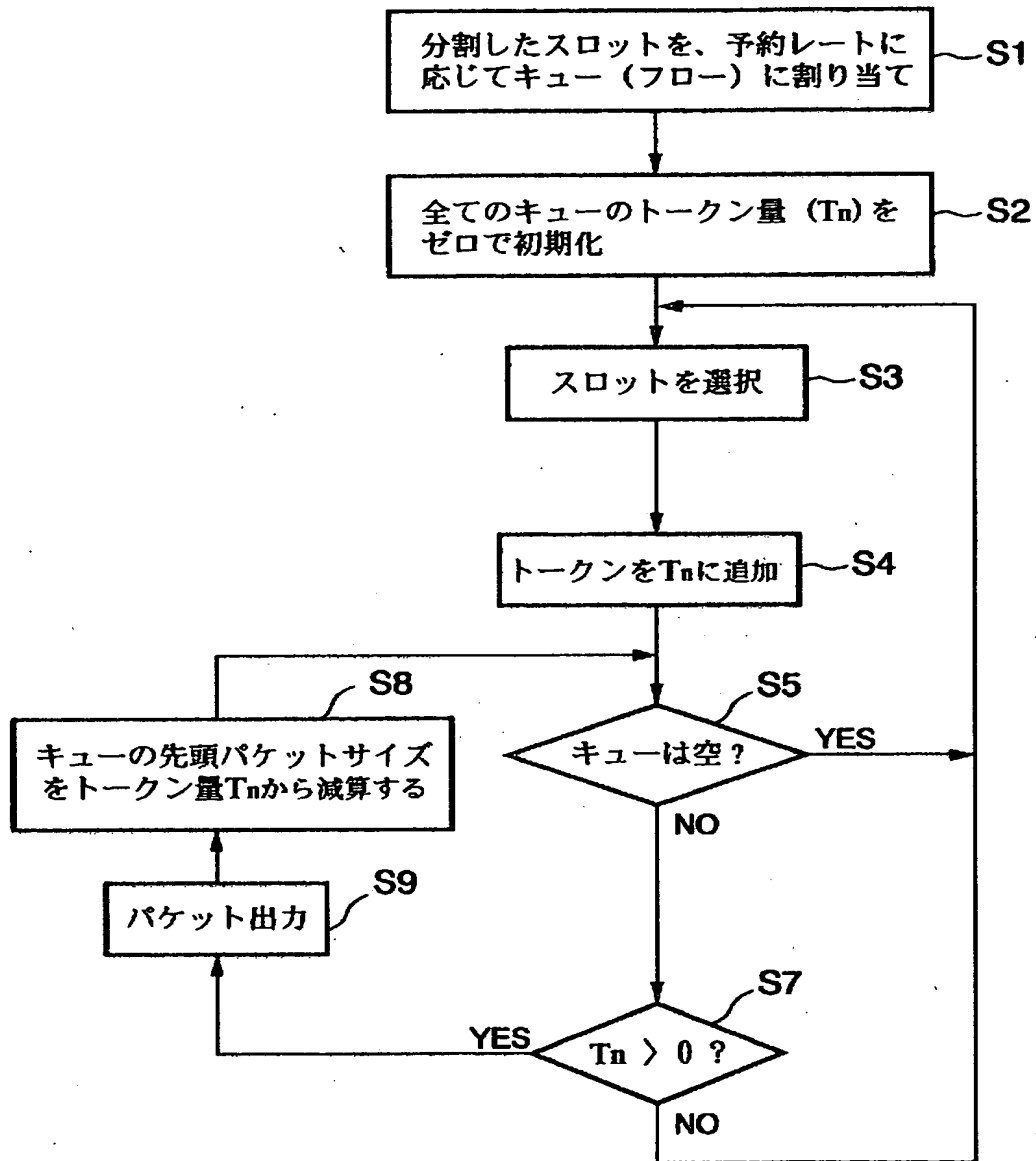 分割したスロットを、予約レートに
応じてキュー（フロー）に割り当て
S1
全てのキューのトークン量（Tn）を
ゼロで初期化
S2
スロットを選択
S3
トークンをTnに追加
S4
キューは空？
S5
YES
NO
キューの先頭パケットサイズ
をトークン量Tnから減算する
S8
パケット出力
S9
Tn 〉 0 ？
S7
YES
NO